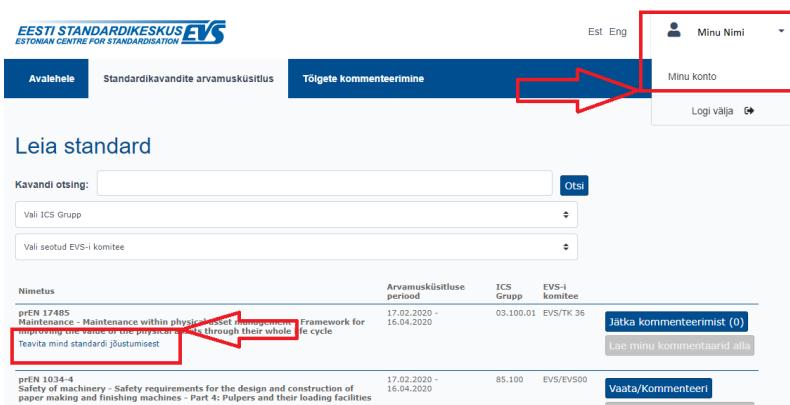 EESTI STANDARDIKESKUS EVS
ESTONIAN CENTRE FOR STANDARDISATION
Est Eng
Minu Nimi
Minu konto
Logi välja
Avalehele
Standardikavandite arvamusküsitlus
Tõlgete kommenteerimine
Leia standard
Kavandi otsing:
Otsi
Vali ICS Grupp
Vali seotud EVS-i komitee
Nimetus
Arvamusküsitluse periood
ICS Grupp
EVS-i komitee
prEN 17485
Maintenance - Maintenance within physical asset management - Framework for
improving the value of the physical assets through their whole life cycle
Teavita mind standardi jõustumisest
17.02.2020 -
16.04.2020
03.100.01
EVS/TK 36
Jätka kommenteerimist (0)
Lae minu kommentaarid alla
prEN 1034-4
Safety of machinery - Safety requirements for the design and construction of
paper making and finishing machines - Part 4: Pulpers and their loading facilities
17.02.2020 -
16.04.2020
85.100
EVS/EVS00
Vaata/Kommenteeri